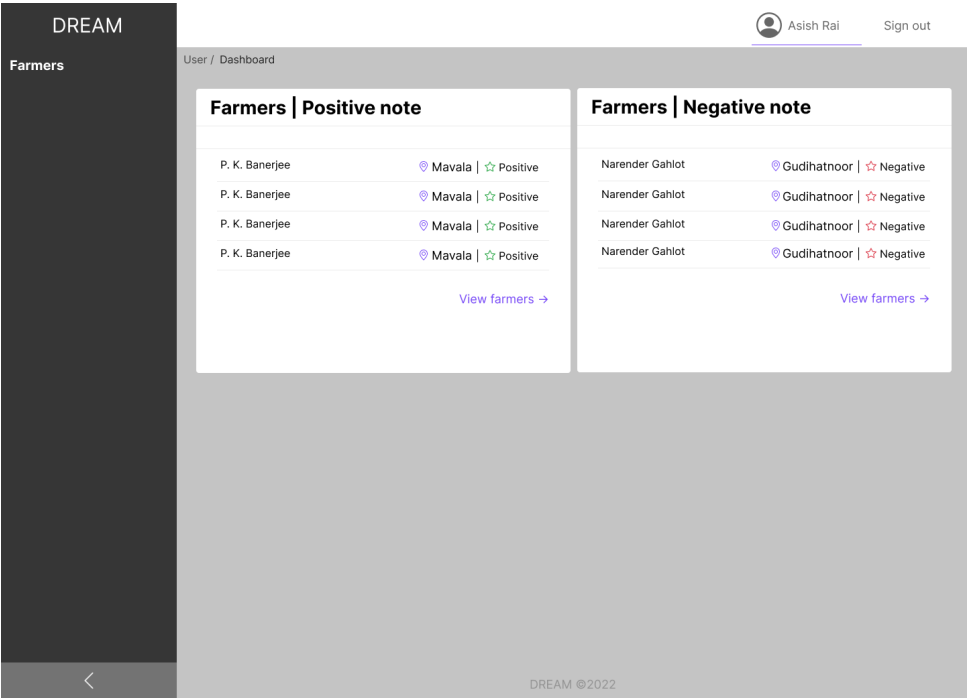 DREAM
Asish Rai
Sign out
Farmers
User / Dashboard
Farmers | Positive note
P. K. Banerjee Mavala | Positive
P. K. Banerjee Mavala | Positive
P. K. Banerjee Mavala | Positive
P. K. Banerjee Mavala | Positive
View farmers →
Farmers | Negative note
Narender Gahlot Gudihatnoor | Negative
Narender Gahlot Gudihatnoor | Negative
Narender Gahlot Gudihatnoor | Negative
Narender Gahlot Gudihatnoor | Negative
View farmers →
DREAM ©2022